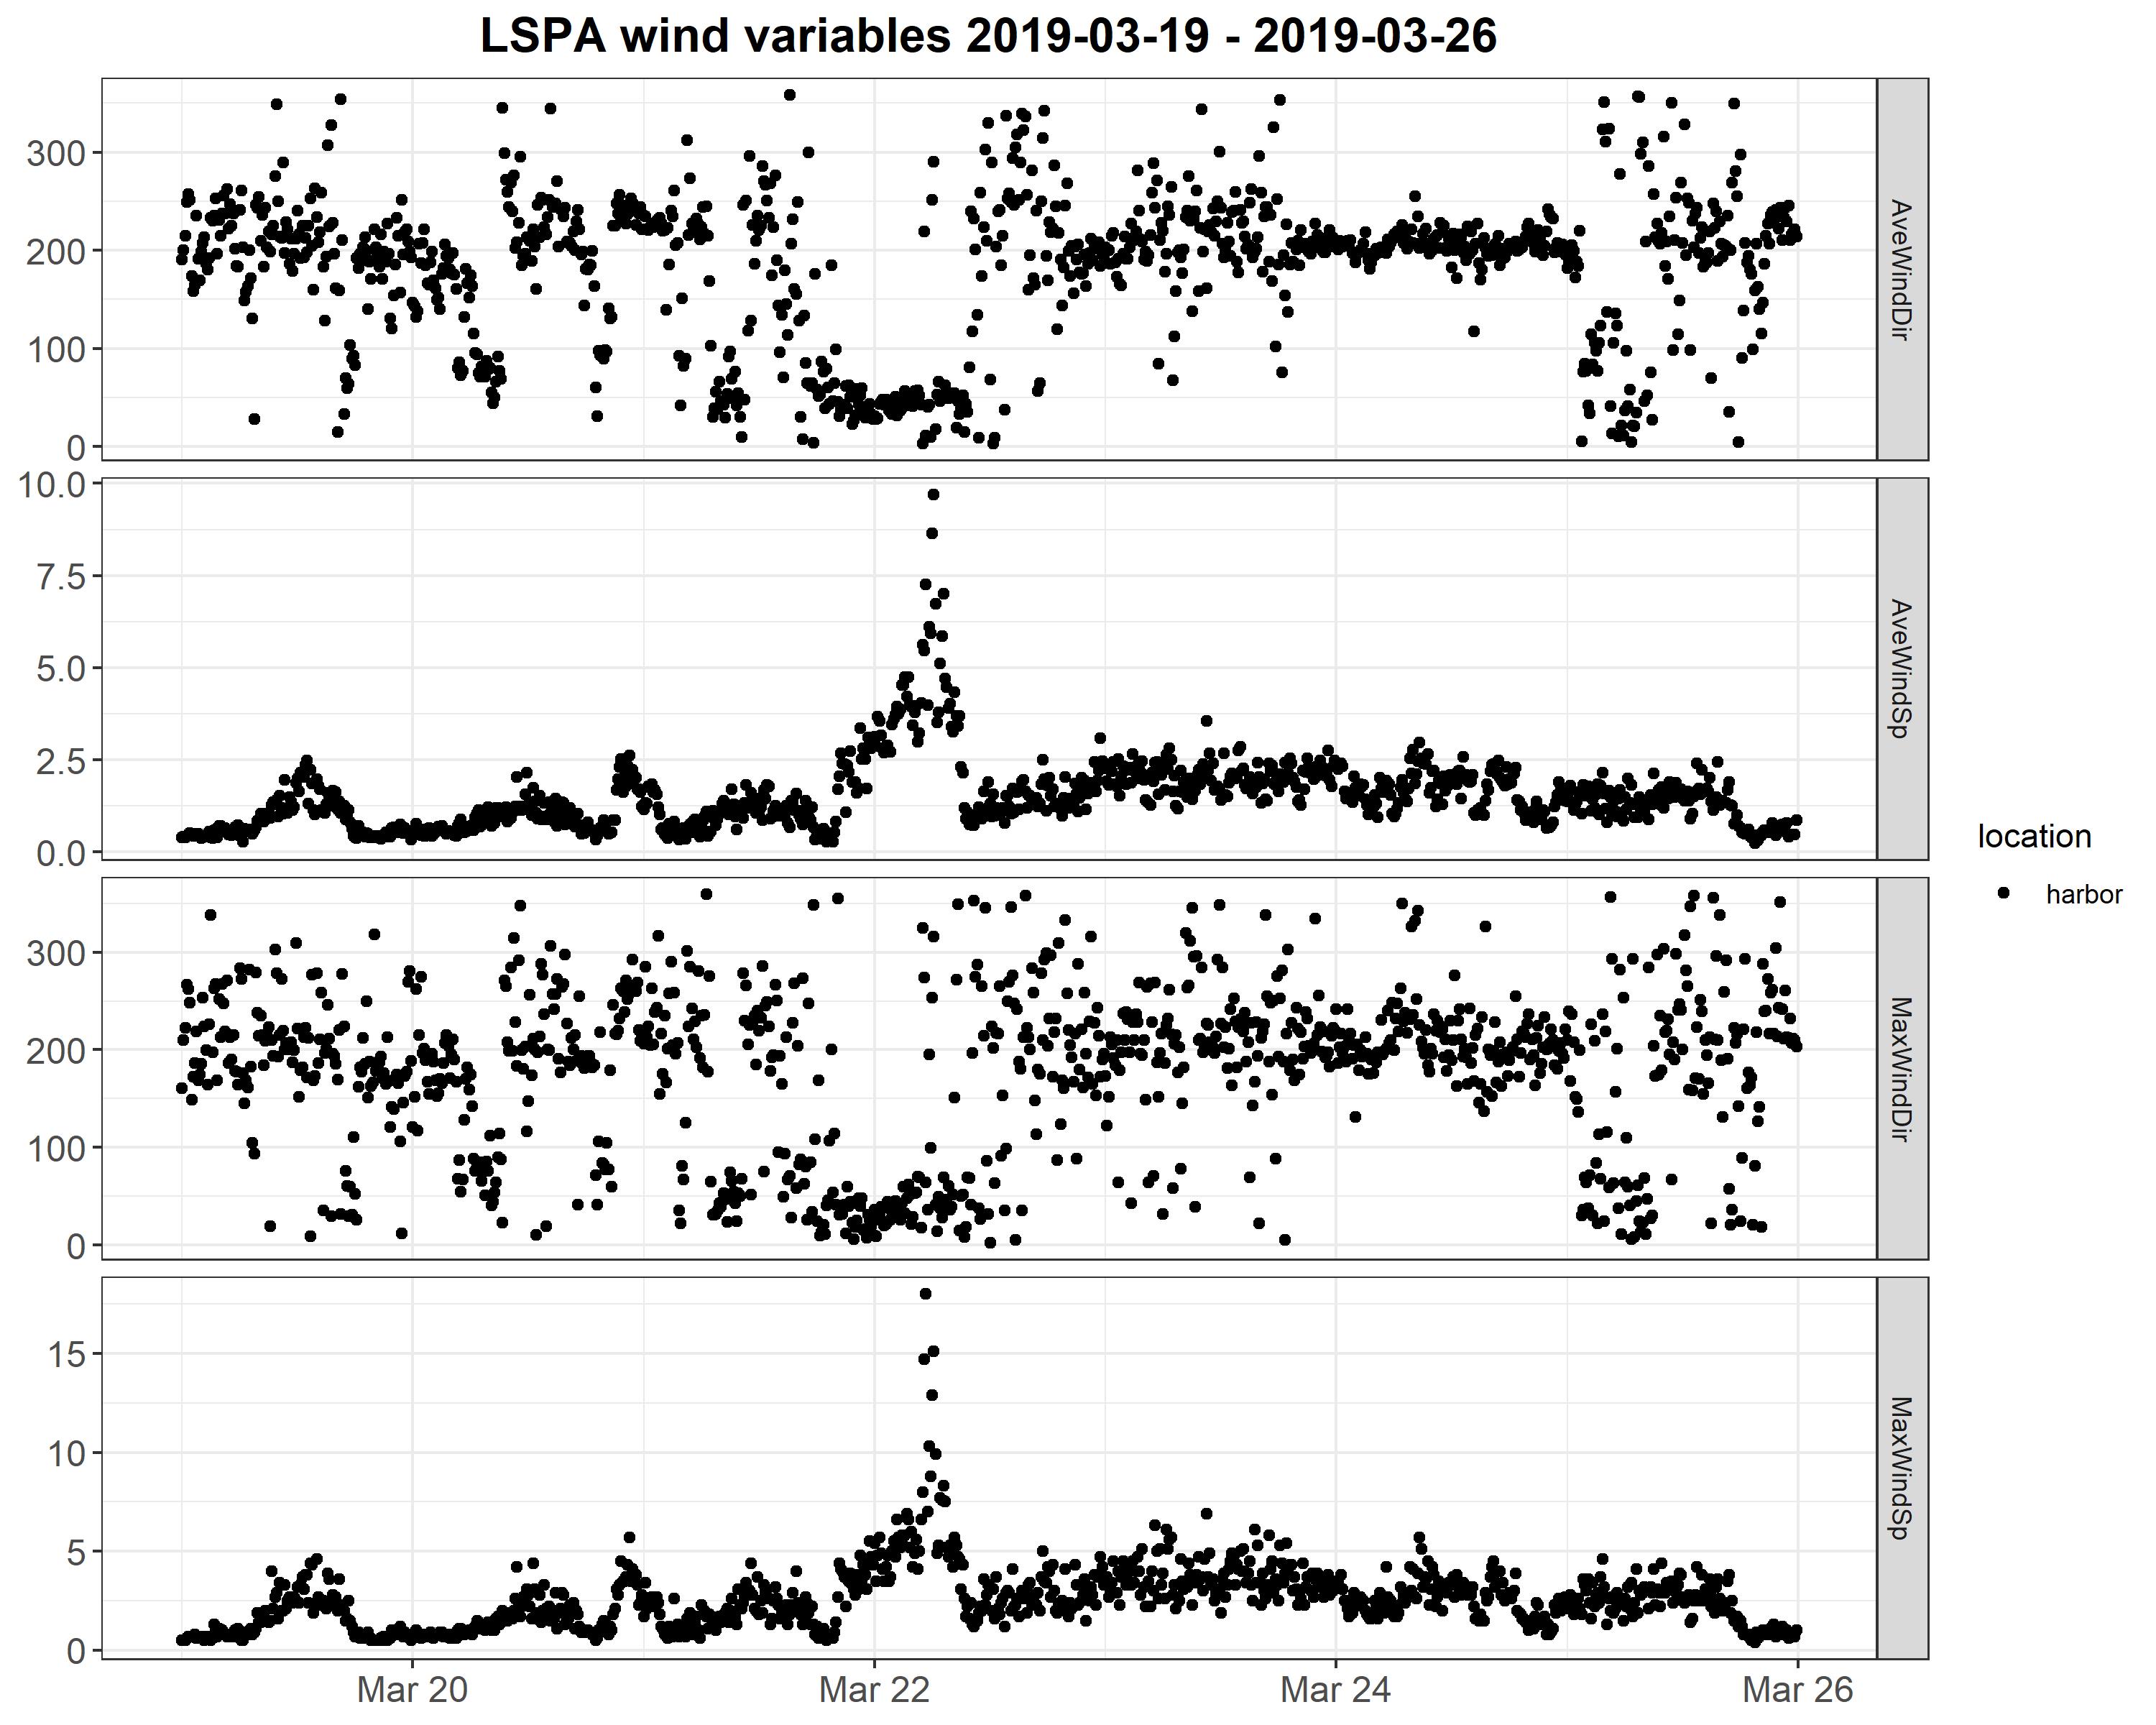 LSPA wind variables 2019-03-19 - 2019-03-26
300
200
100
0
AveWindDir
10.0
7.5
5.0
2.5
0.0
AveWindSp
300
200
100
0
MaxWindDir
15
10
5
0
MaxWindSp
Mar 20 Mar 22 Mar 24 Mar 26
location
harbor